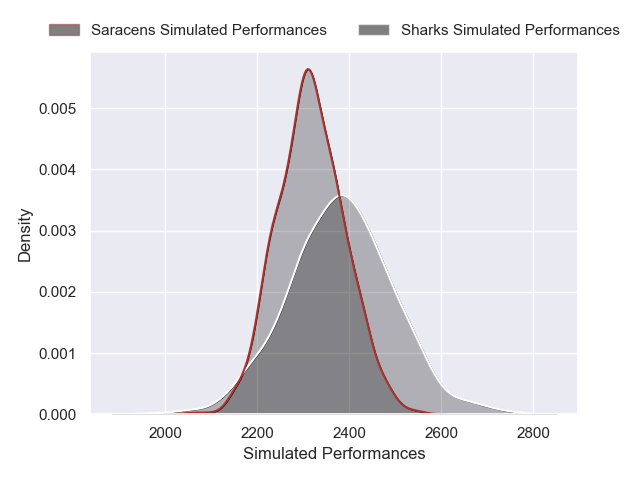 Saracens Simulated Performances
Sharks Simulated Performances
Density
0.005
0.004
0.003
0.002
0.001
0.000
2000 2200 2400 2600 2800
Simulated Performances